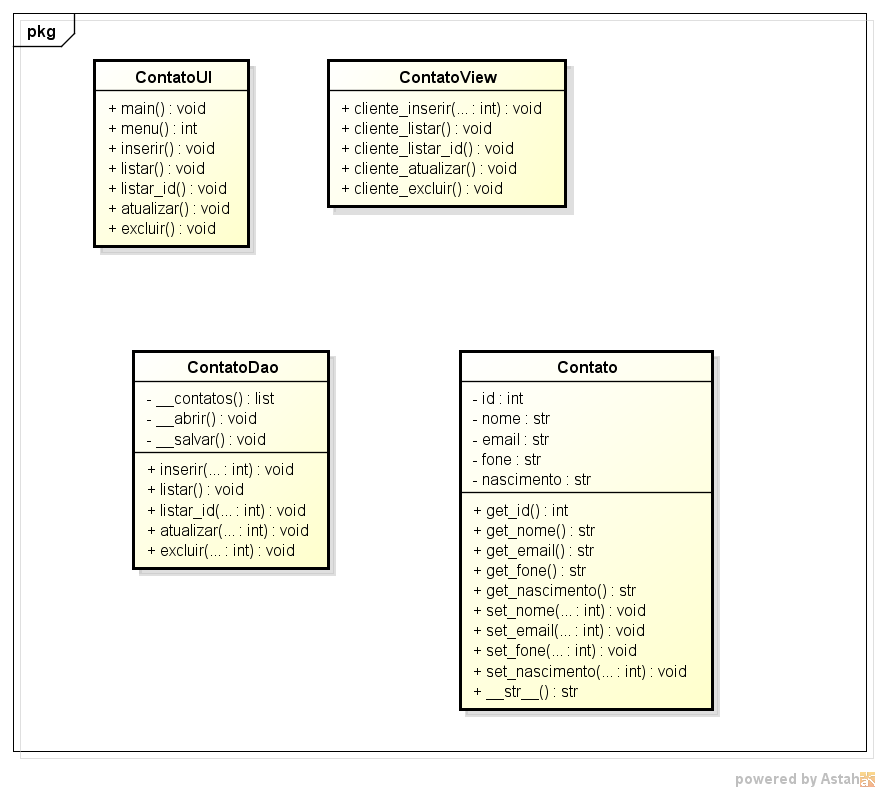 pkg
ContatoUI
+ main() : void
+ menu() : int
+ inserir() : void
+ listar() : void
+ listar_id() : void
+ atualizar() : void
+ excluir() : void
ContatoView
+ cliente_inserir(... : int) : void
+ cliente_listar() : void
+ cliente_listar_id() : void
+ cliente_atualizar() : void
+ cliente_excluir() : void
ContatoDao
- __contatos() : list
- __abrir() : void
- __salvar() : void
+ inserir(... : int) : void
+ listar() : void
+ listar_id(... : int) : void
+ atualizar(... : int) : void
+ excluir(... : int) : void
Contato
- id : int
- nome : str
- email : str
- fone : str
- nascimento : str
+ get_id() : int
+ get_nome() : str
+ get_email() : str
+ get_fone() : str
+ get_nascimento() : str
+ set_nome(... : int) : void
+ set_email(... : int) : void
+ set_fone(... : int) : void
+ set_nascimento(... : int) : void
+ __str__() : str
powered by Astah